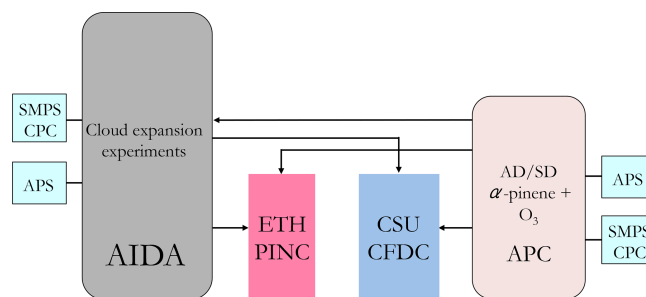 SMPS
CPC
APS
Cloud expansion
experiments
AIDA
ETH
PINC
CSU
CFDC
AD/SD
α-pinene +
O₃
APC
APS
SMPS
CPC